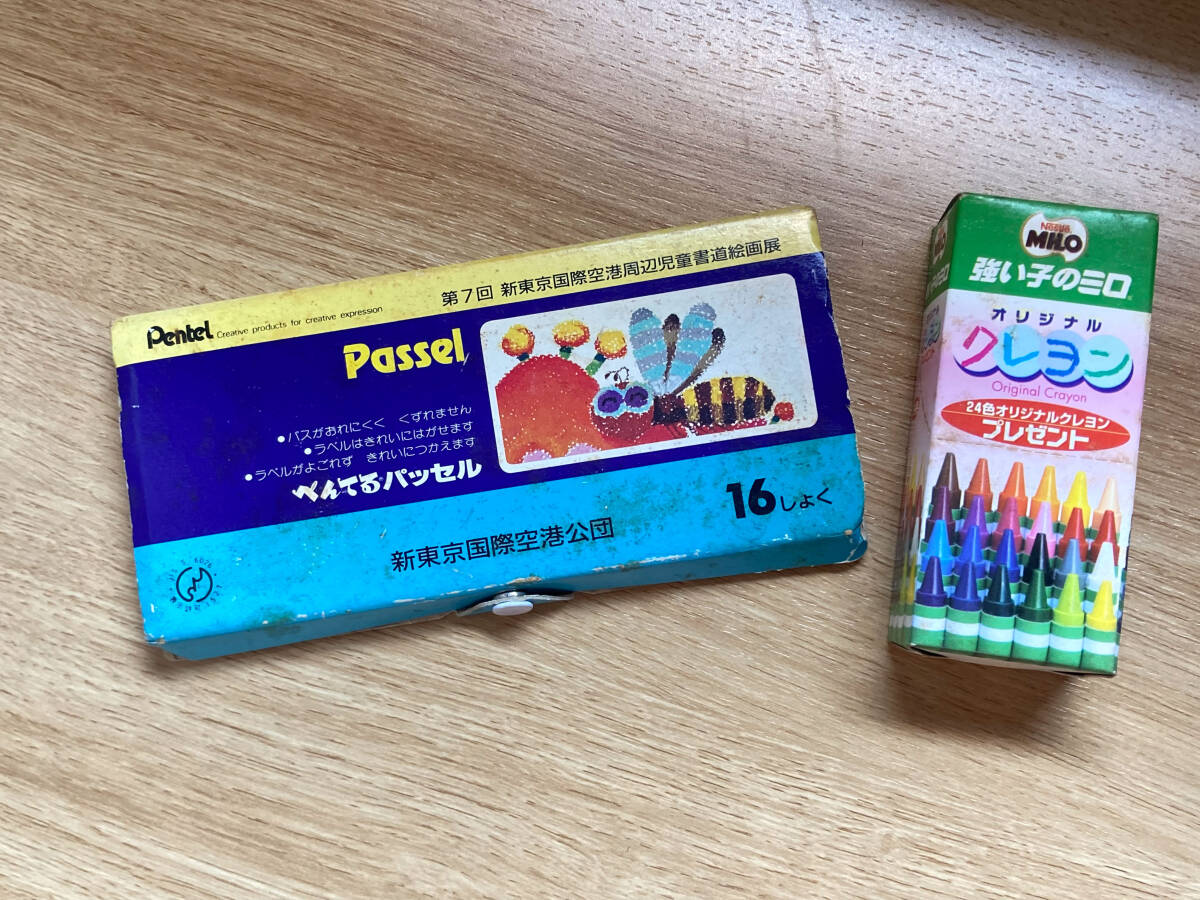 第7回 新東京国際空港周辺児童書道絵画展
Pentel Creative products for creative expression
Passel
●パスがおれにくく くずれません
●ラベルはきれいにはがせます
●ラベルがよごれず きれいにつかえます
ぺんてるパッセル
16しょく
新東京国際空港公団
Nestlé
MILO
強い子のミロ
オリジナル
クレヨン
Original Crayon
24色オリジナルクレヨン
プレゼント